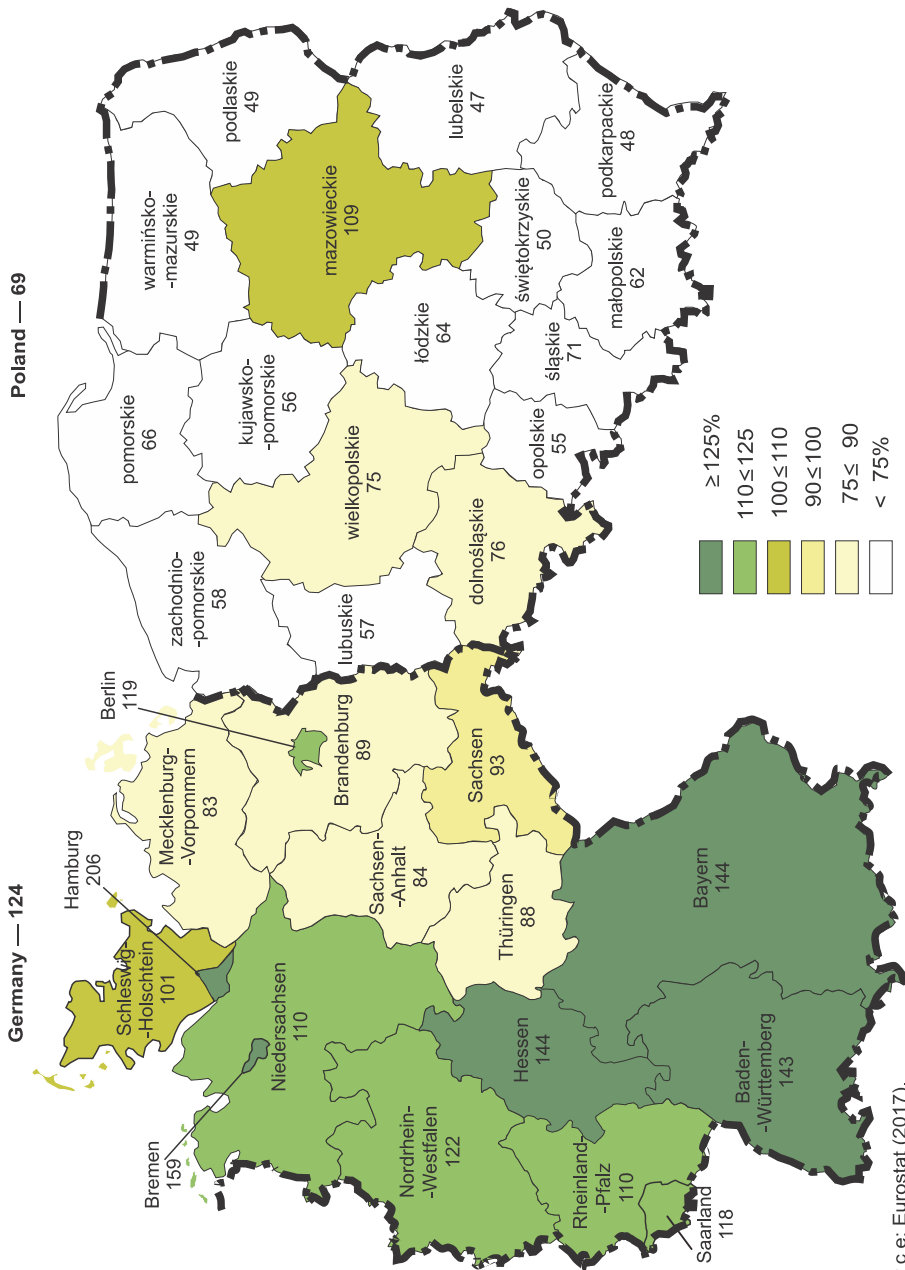 Germany — 124
Poland — 69
Schleswig-
-Holschtein
101
Hamburg
206
Mecklenburg-
-Vorpommern
83
Berlin
119
Bremen
159
Niedersachsen
110
Brandenburg
89
Sachsen-
-Anhalt
84
Nordrhein-
-Westfalen
122
Hessen
144
Thüringen
88
Sachsen
93
Rheinland-
-Pfalz
110
Saarland
118
Baden-
-Württemberg
143
Bayern
144
zachodnio-
-pomorskie
58
pomorskie
66
warmińsko-
-mazurskie
49
podlaskie
49
kujawsko-
-pomorskie
56
mazowieckie
109
lubuskie
57
wielkopolskie
75
łódzkie
64
lubelskie
47
dolnośląskie
76
opolskie
55
śląskie
71
świętokrzyskie
50
małopolskie
62
podkarpackie
48
≥125%
110≤125
100≤110
90≤100
75≤ 90
< 75%
c e: Eurostat (2017).